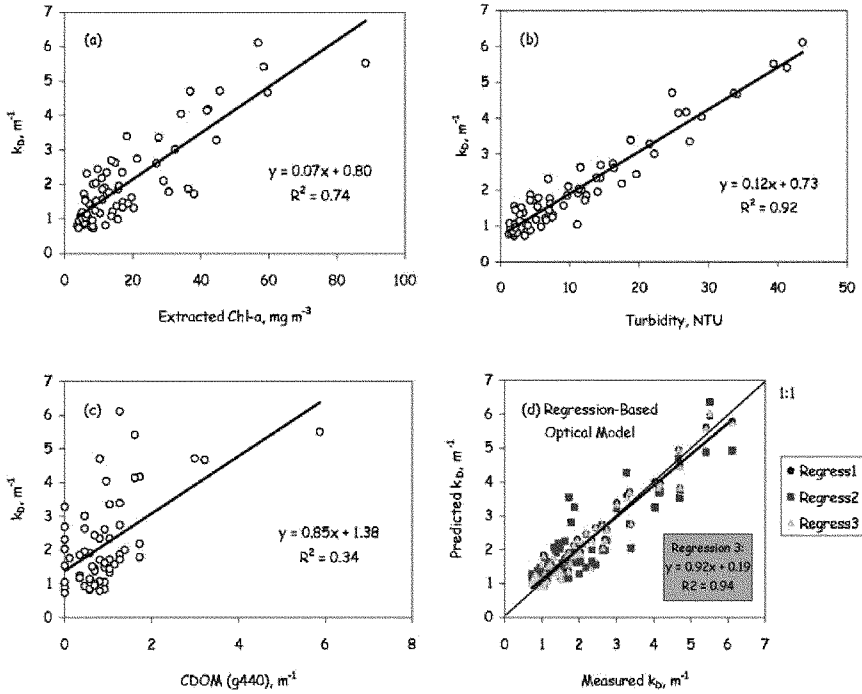 (a)
7
6
5
4
3
2
1
0
k_D, m⁻¹
y = 0.07x + 0.80
R² = 0.74
0 20 40 60 80 100
Extracted Chl-a, mg m⁻³
(b)
7
6
5
4
3
2
1
0
k_D, m⁻¹
y = 0.12x + 0.73
R² = 0.92
0 10 20 30 40 50
Turbidity, NTU
(c)
7
6
5
4
3
2
1
0
k_D, m⁻¹
y = 0.85x + 1.38
R² = 0.34
0 2 4 6 8
CDOM (g440), m⁻¹
(d) Regression-Based
Optical Model
7
6
5
4
3
2
1
0
Predicted k_D, m⁻¹
1:1
Regress1
Regress2
Regress3
Regression 3:
y = 0.92x + 0.19
R2 = 0.94
0 1 2 3 4 5 6 7
Measured k_D, m⁻¹